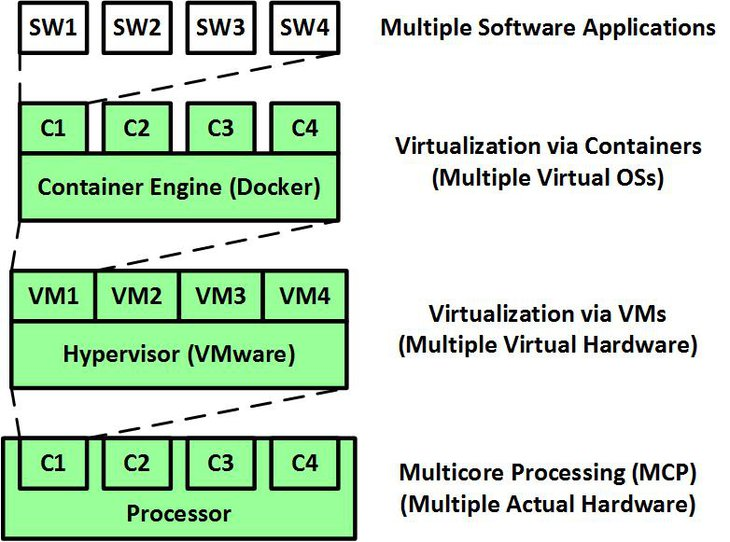 SW1 SW2 SW3 SW4 Multiple Software Applications
C1 C2 C3 C4
Container Engine (Docker)
Virtualization via Containers
(Multiple Virtual OSs)
VM1 VM2 VM3 VM4
Hypervisor (VMware)
Virtualization via VMs
(Multiple Virtual Hardware)
C1 C2 C3 C4
Processor
Multicore Processing (MCP)
(Multiple Actual Hardware)